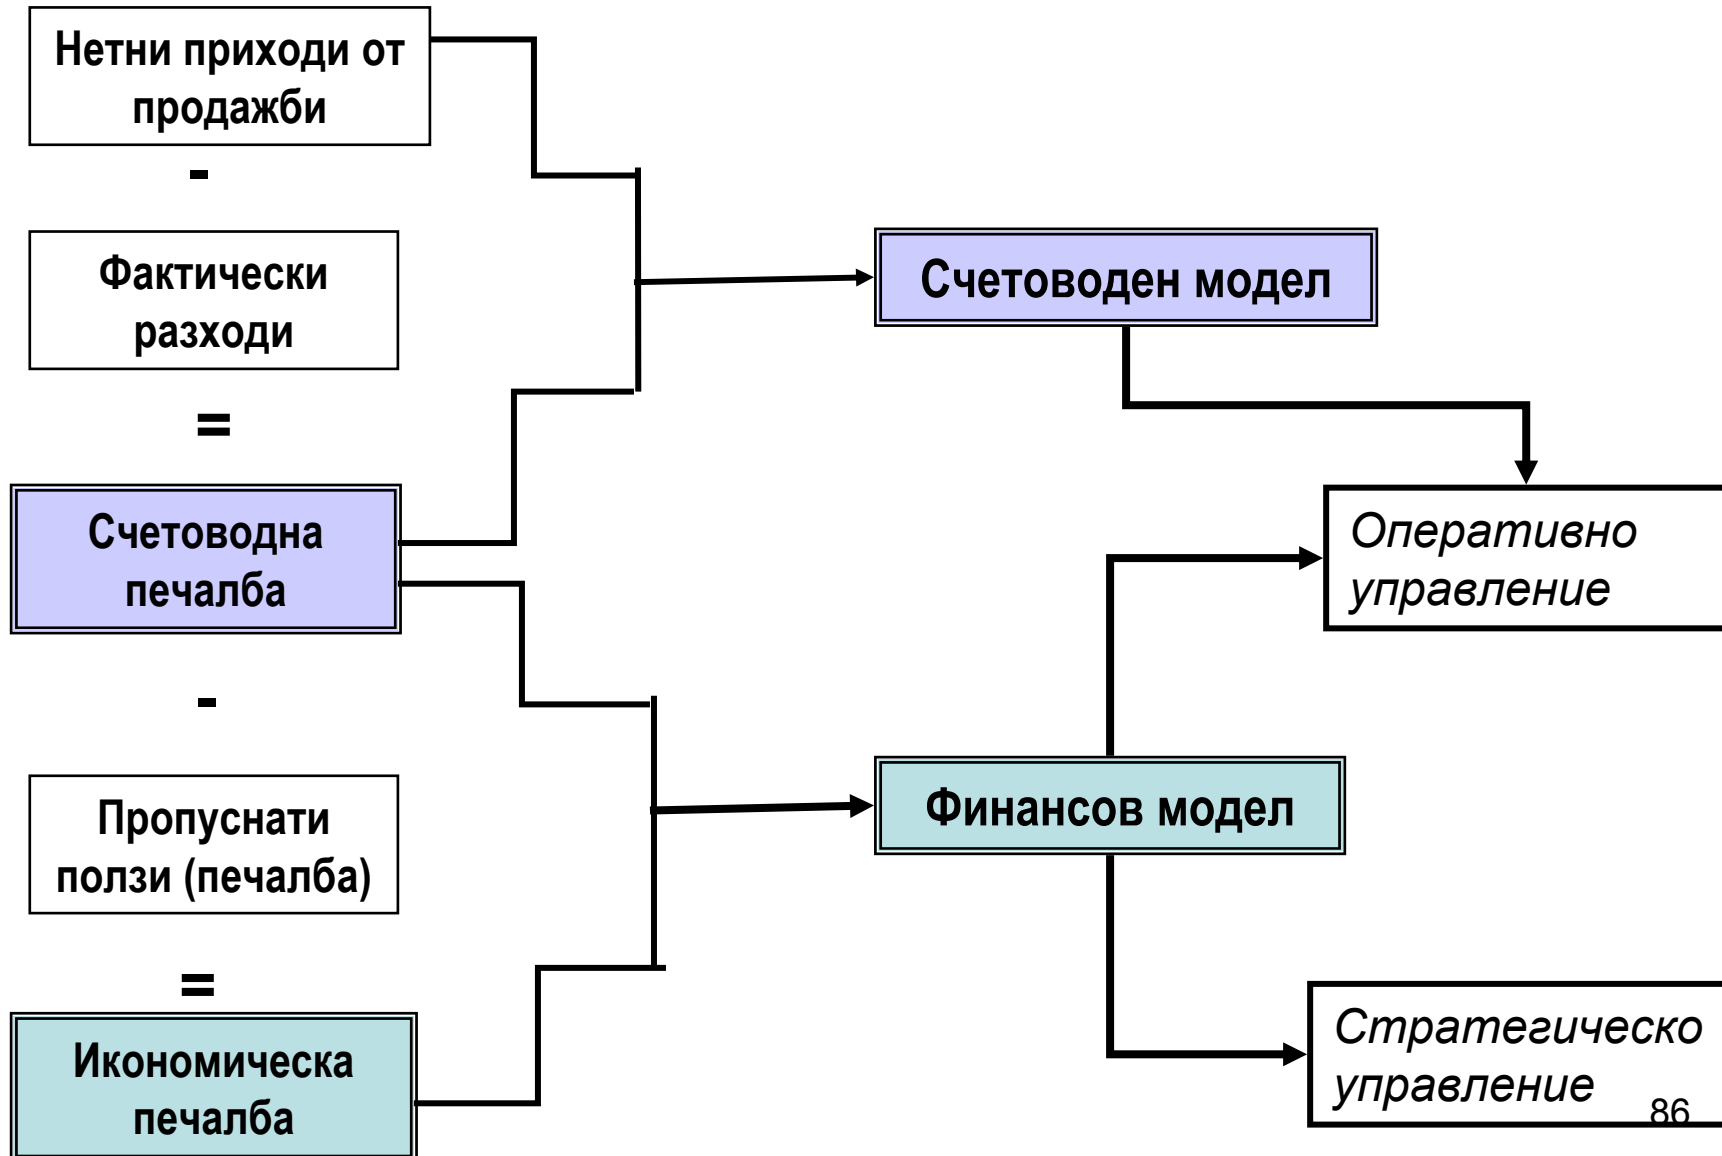 Нетни приходи от
продажби
-
Фактически
разходи
=
Счетоводна
печалба
-
Пропуснати
ползи (печалба)
=
Икономическа
печалба
Счетоводен модел
Финансов модел
Оперативно
управление
Стратегическо
управление
86